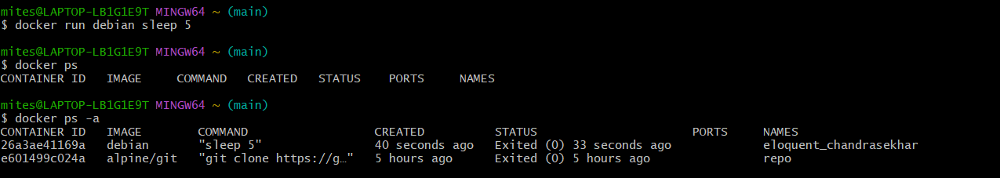 mites@LAPTOP-LB1G1E9T MINGW64 ~ (main)
$ docker run debian sleep 5
mites@LAPTOP-LB1G1E9T MINGW64 ~ (main)
$ docker ps
CONTAINER ID   IMAGE     COMMAND   CREATED   STATUS    PORTS     NAMES
mites@LAPTOP-LB1G1E9T MINGW64 ~ (main)
$ docker ps -a
CONTAINER ID   IMAGE        COMMAND                  CREATED          STATUS                      PORTS     NAMES
26a3ae41169a   debian       "sleep 5"                40 seconds ago   Exited (0) 33 seconds ago             eloquent_chandrasekhar
e601499c024a   alpine/git   "git clone https://g…"   5 hours ago      Exited (0) 5 hours ago                repo